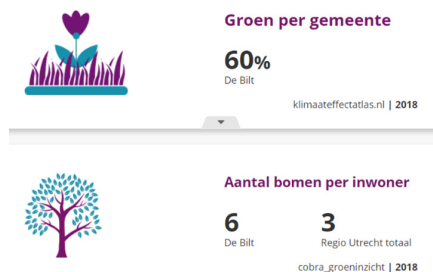 Groen per gemeente
60%
De Bilt
klimaateffectatlas.nl | 2018
Aantal bomen per inwoner
6 3
De Bilt Regio Utrecht totaal
cobra_groeninzicht | 2018